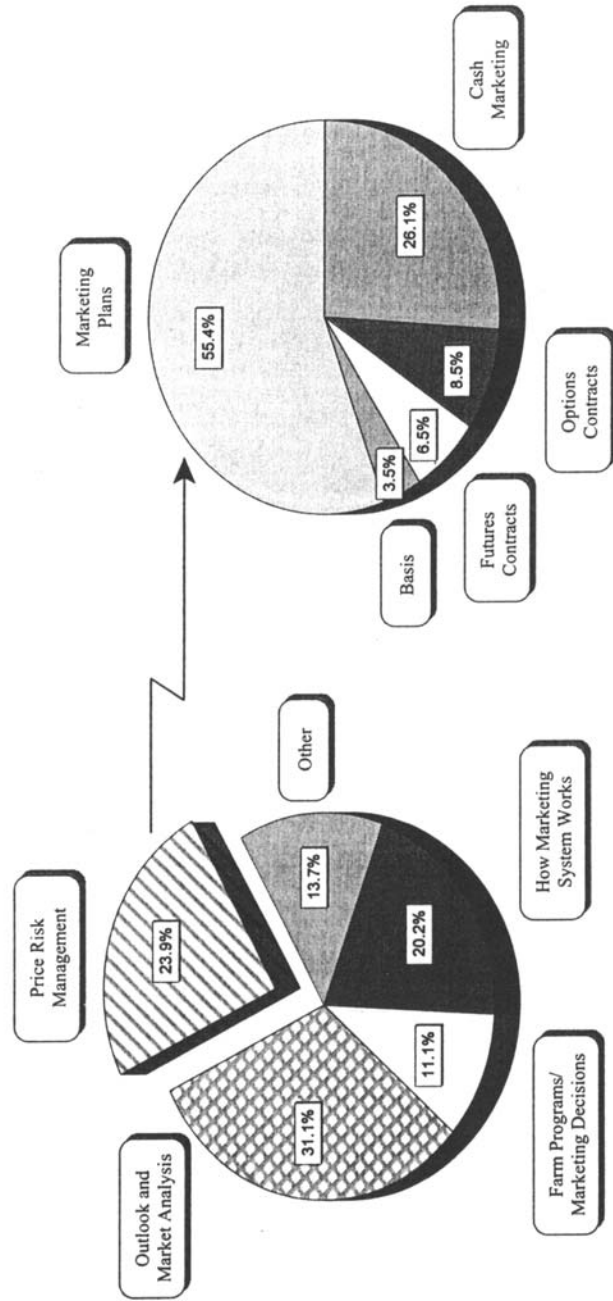 Price Risk
Management
23.9%
Outlook and
Market Analysis
31.1%
Other
13.7%
20.2%
11.1%
How Marketing
System Works
Farm Programs/
Marketing Decisions
Marketing
Plans
55.4%
Basis
3.5%
Futures
Contracts
6.5%
Options
Contracts
8.5%
Cash
Marketing
26.1%